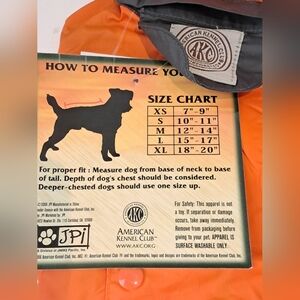 AMERICAN KENNEL CLUB
AKC
HOW TO MEASURE YO
SIZE CHART
XS 7"-9"
S 10"-11"
M 12"-14"
L 15"-17"
XL 18"-20"
For proper fit : Measure dog from base of neck to base
of tail. Depth of dog's chest should be considered.
Deeper-chested dogs should use one size up.
JPI
AKC
AMERICAN
KENNEL CLUB
WWW.AKC.ORG
For Safety: This apparel is not
a toy. If separation or damage
occurs, take away immediately.
Remove from packaging before
giving to your pet. APPAREL IS
SURFACE WASHABLE ONLY.